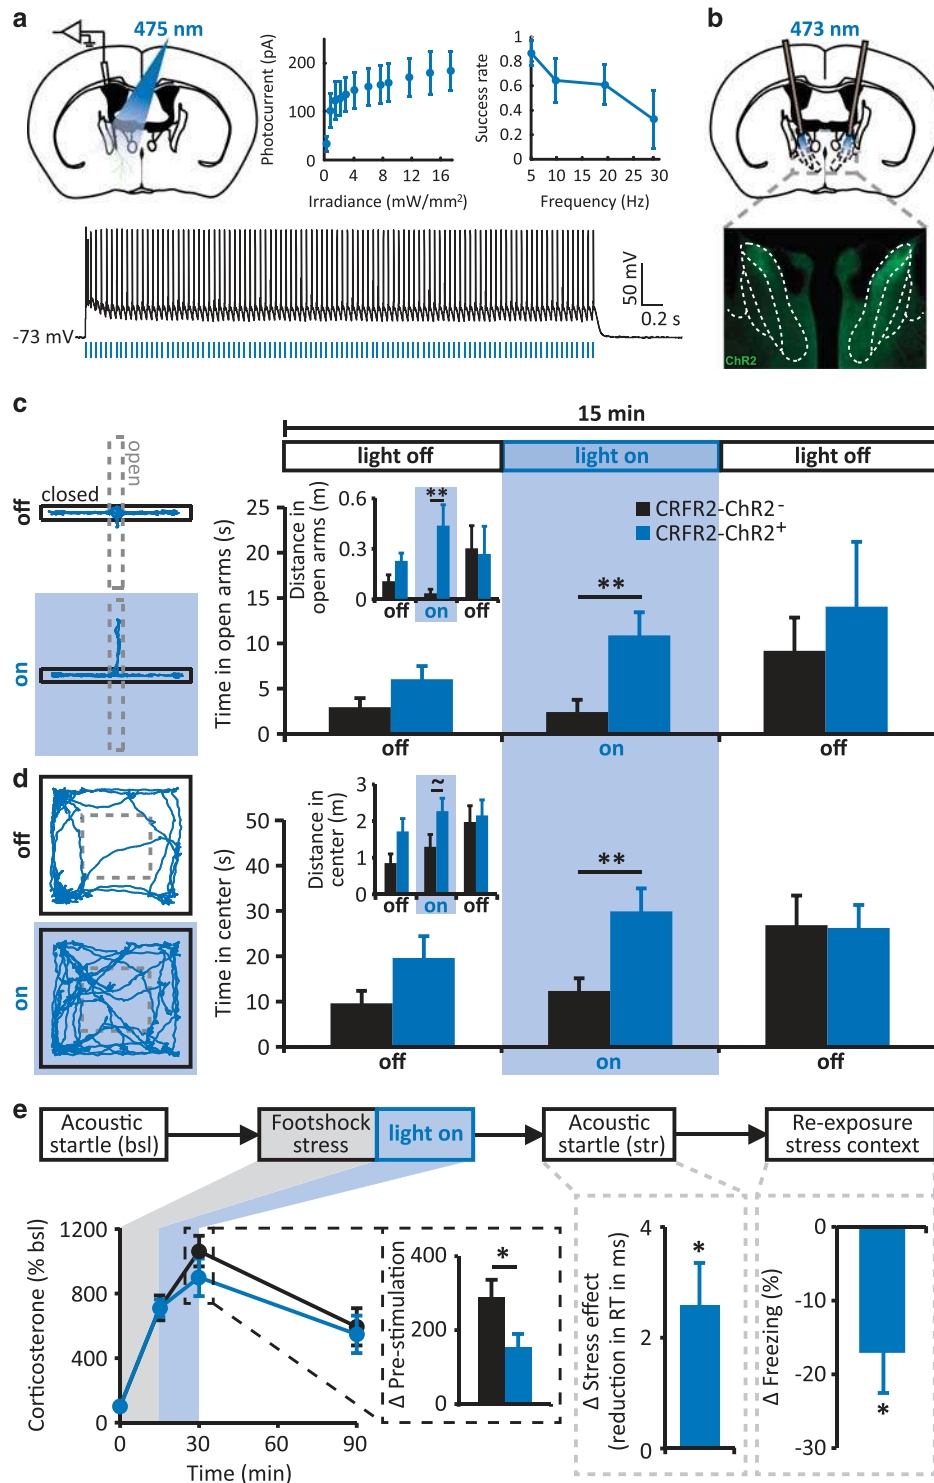 a
475 nm
Photocurrent (pA)
200
100
0
0 4 8 12 16
Irradiance (mW/mm²)
Success rate
1
0.8
0.6
0.4
0.2
0
5 10 15 20 25 30
Frequency (Hz)
-73 mV
50 mV
0.2 s
b
473 nm
ChR2
c
15 min
light off
light on
light off
off
closed
open
on
Time in open arms (s)
25
20
15
10
5
0
Distance in open arms (m)
0.6
0.3
0
**
off on off
CRFR2-ChR2⁻
CRFR2-ChR2⁺
**
off
on
off
d
off
on
Time in center (s)
50
40
30
20
10
0
Distance in center (m)
3
2
1
0
~
off on off
**
off
on
off
e
Acoustic startle (bsl)
Footshock stress
light on
Acoustic startle (str)
Re-exposure stress context
Corticosterone (% bsl)
1200
800
400
0
0 30 60 90
Time (min)
Δ Pre-stimulation
400
200
0
*
Δ Stress effect
(reduction in RT in ms)
4
2
0
*
Δ Freezing (%)
0
-10
-20
-30
*